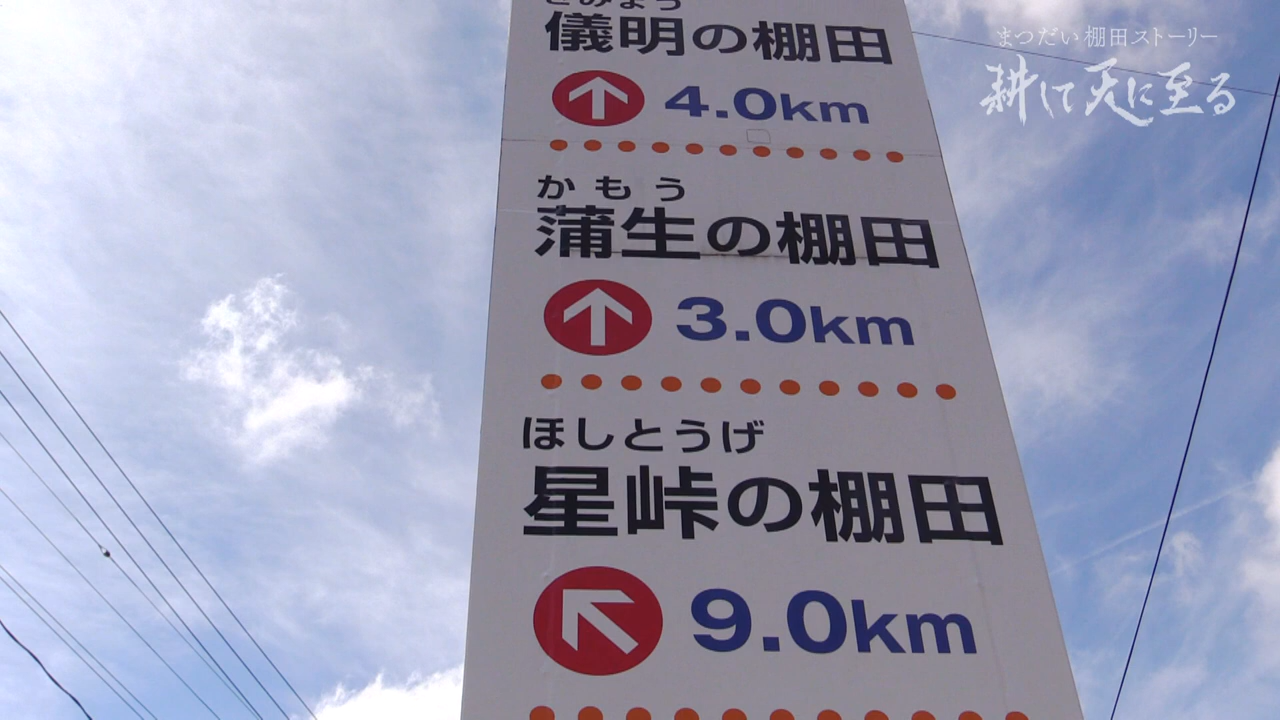 儀明の棚田
4.0km
かもう
蒲生の棚田
3.0km
ほしとうげ
星峠の棚田
9.0km
まつだい棚田ストーリー
耕して天に至る